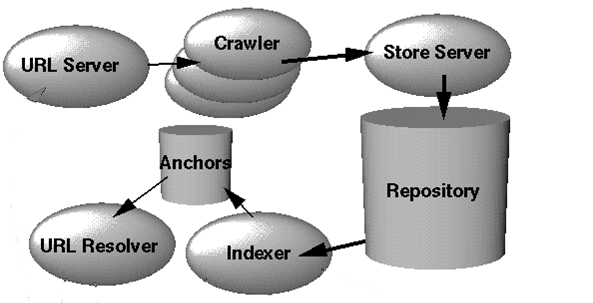 URL Server
Crawler
Store Server
Anchors
Repository
URL Resolver
Indexer